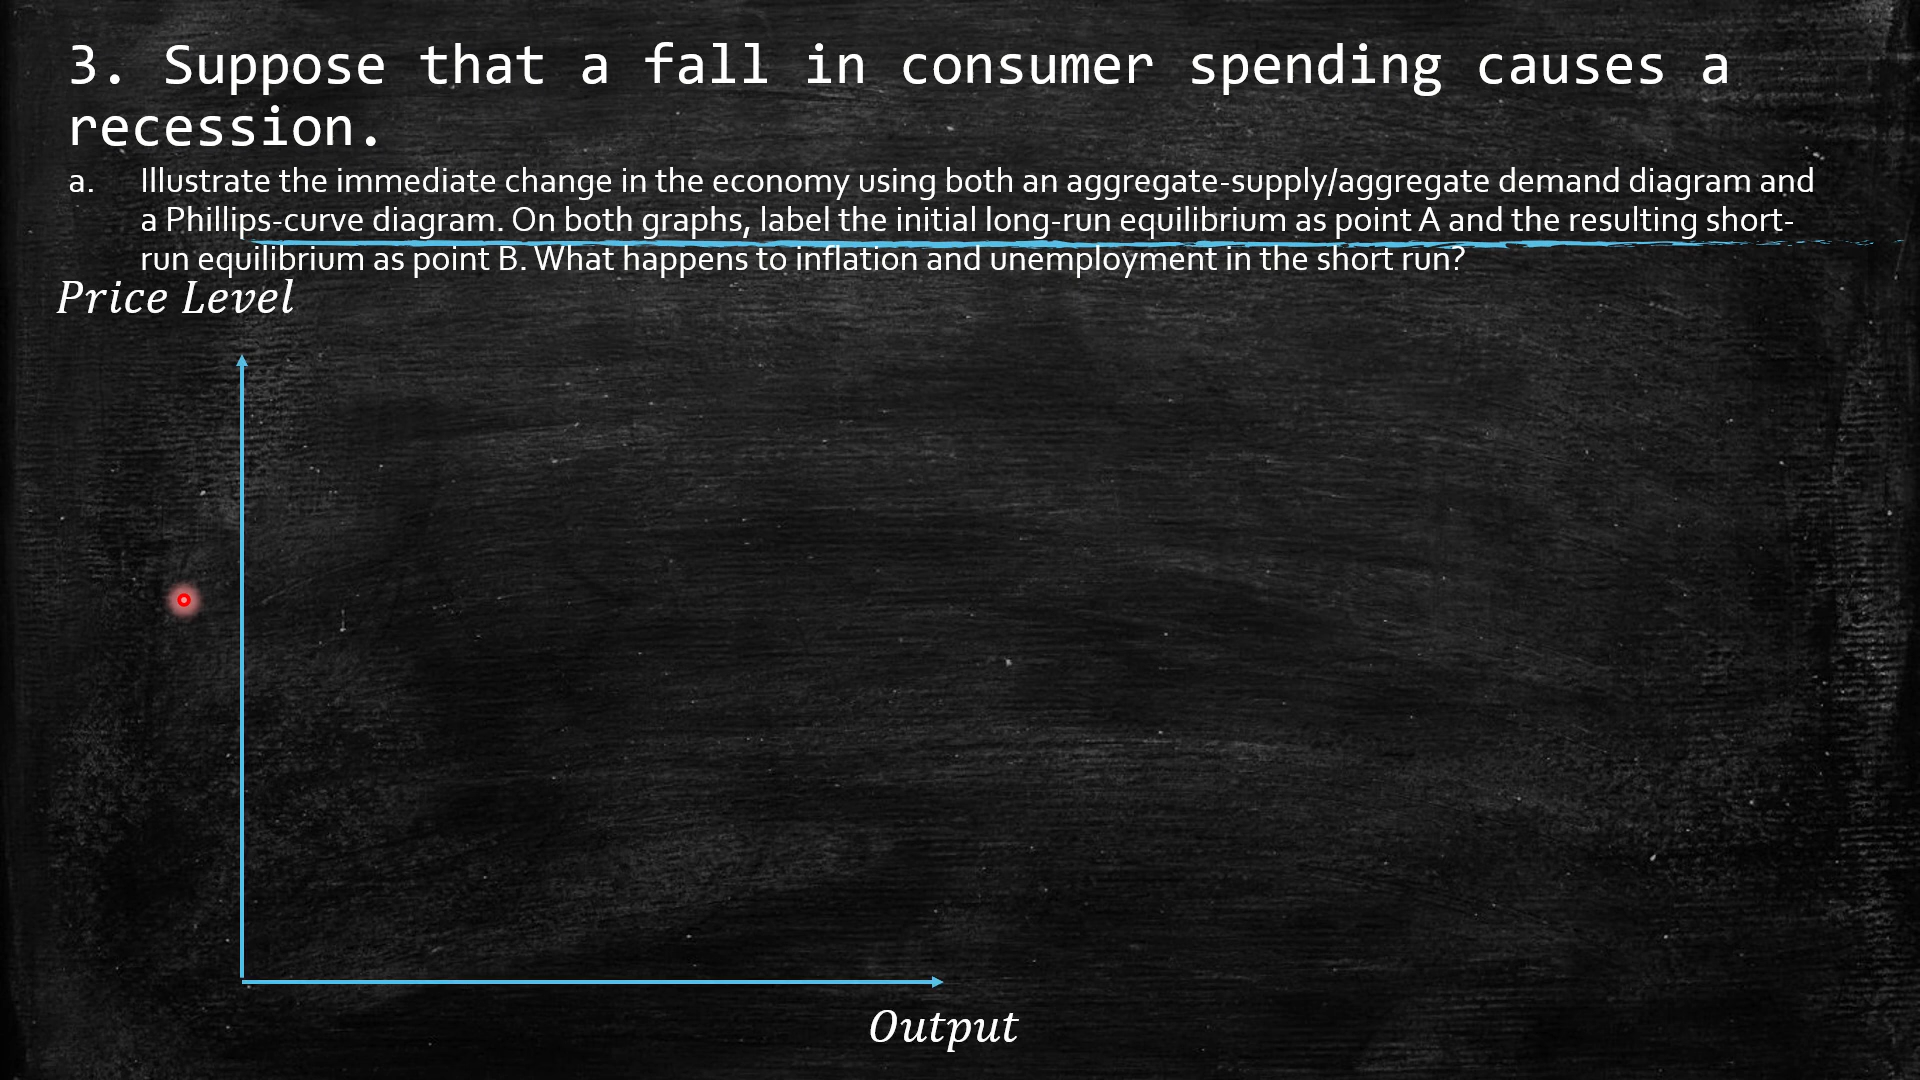 3. Suppose that a fall in consumer spending causes a
recession.
a. Illustrate the immediate change in the economy using both an aggregate-supply/aggregate demand diagram and
a Phillips-curve diagram. On both graphs, label the initial long-run equilibrium as point A and the resulting short-
run equilibrium as point B. What happens to inflation and unemployment in the short run?
Price Level
Output